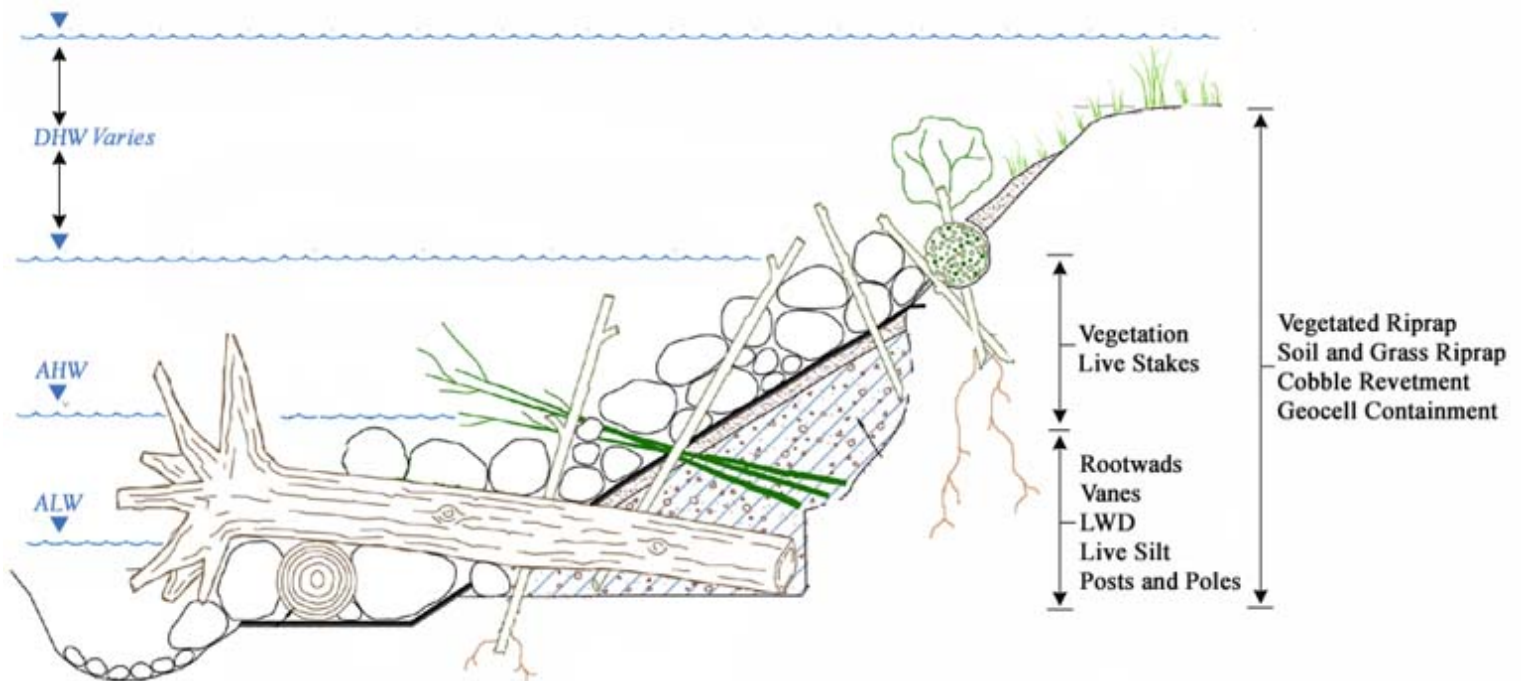 DHW Varies
AHW
ALW
Vegetation
Live Stakes
Rootwads
Vanes
LWD
Live Silt
Posts and Poles
Vegetated Riprap
Soil and Grass Riprap
Cobble Revetment
Geocell Containment